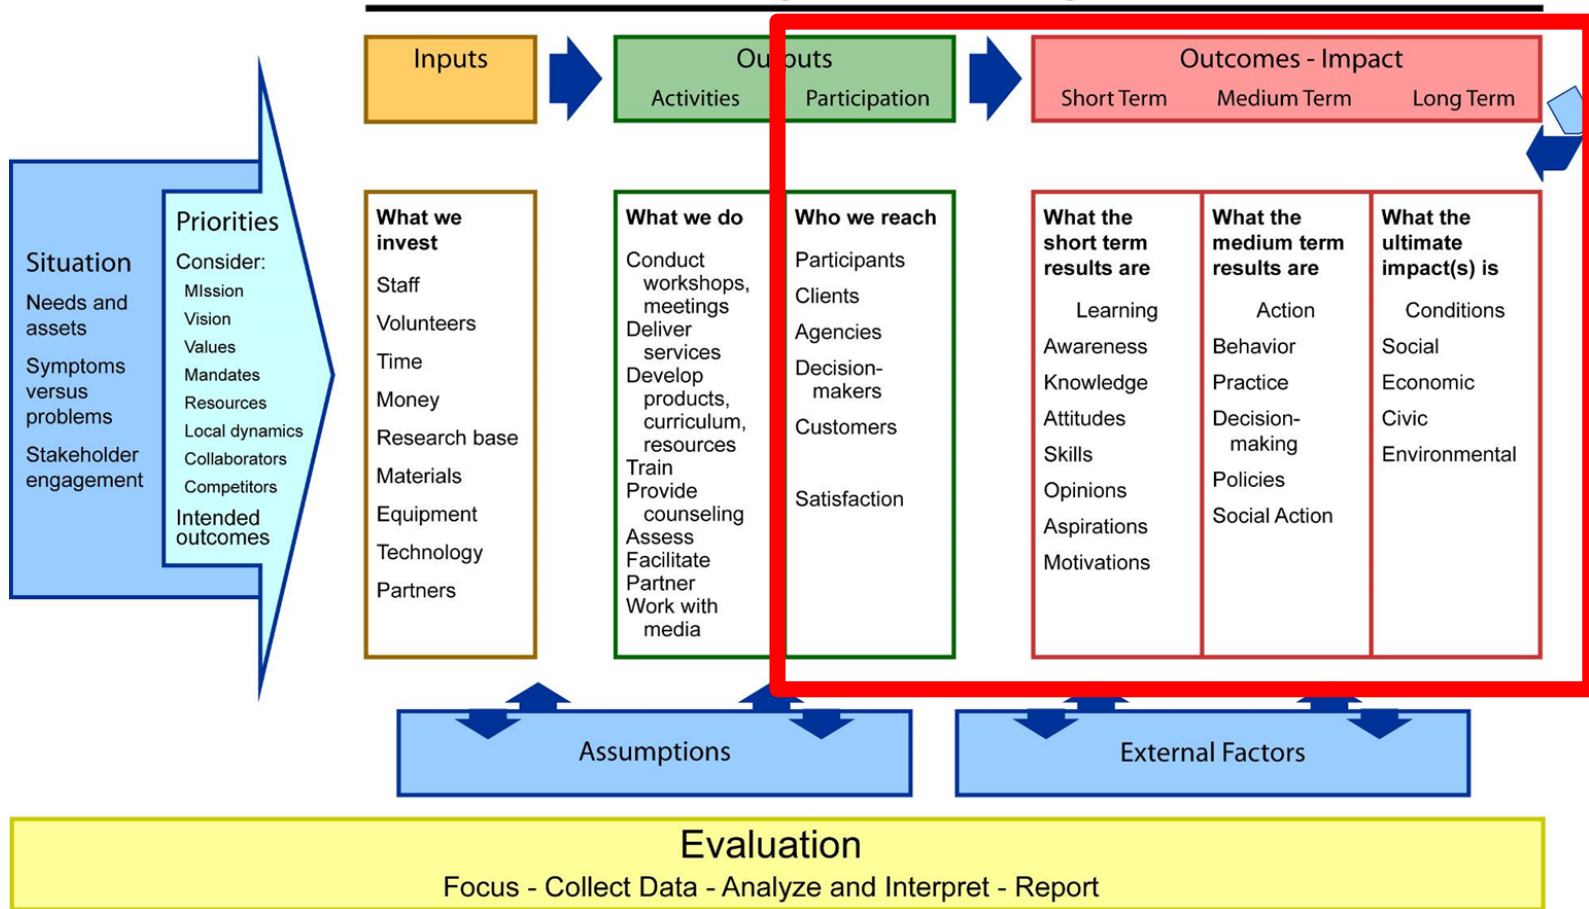 Inputs
Outputs
Activities
Participation
Outcomes - Impact
Short Term
Medium Term
Long Term
Situation
Needs and
assets
Symptoms
versus
problems
Stakeholder
engagement
Priorities
Consider:
MIssion
Vision
Values
Mandates
Resources
Local dynamics
Collaborators
Competitors
Intended
outcomes
What we
invest
Staff
Volunteers
Time
Money
Research base
Materials
Equipment
Technology
Partners
What we do
Conduct
workshops,
meetings
Deliver
services
Develop
products,
curriculum,
resources
Train
Provide
counseling
Assess
Facilitate
Partner
Work with
media
Who we reach
Participants
Clients
Agencies
Decision-
makers
Customers
Satisfaction
What the
short term
results are
Learning
Awareness
Knowledge
Attitudes
Skills
Opinions
Aspirations
Motivations
What the
medium term
results are
Action
Behavior
Practice
Decision-
making
Policies
Social Action
What the
ultimate
impact(s) is
Conditions
Social
Economic
Civic
Environmental
Assumptions
External Factors
Evaluation
Focus - Collect Data - Analyze and Interpret - Report